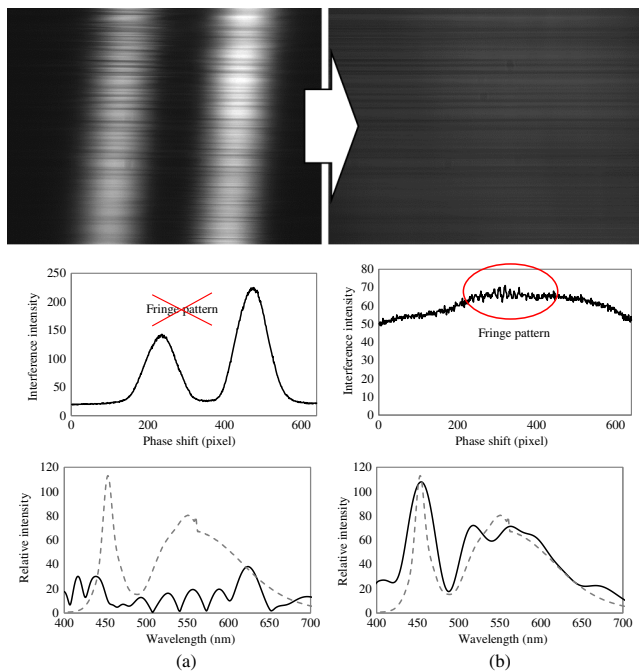 250
200
150
100
50
0
Interference intensity
Fringe pattern
0 200 400 600
Phase shift (pixel)
80
70
60
50
40
30
20
10
0
Interference intensity
Fringe pattern
0 200 400 600
Phase shift (pixel)
120
100
80
60
40
20
0
Relative intensity
400 450 500 550 600 650 700
Wavelength (nm)
(a)
120
100
80
60
40
20
0
Relative intensity
400 450 500 550 600 650 700
Wavelength (nm)
(b)